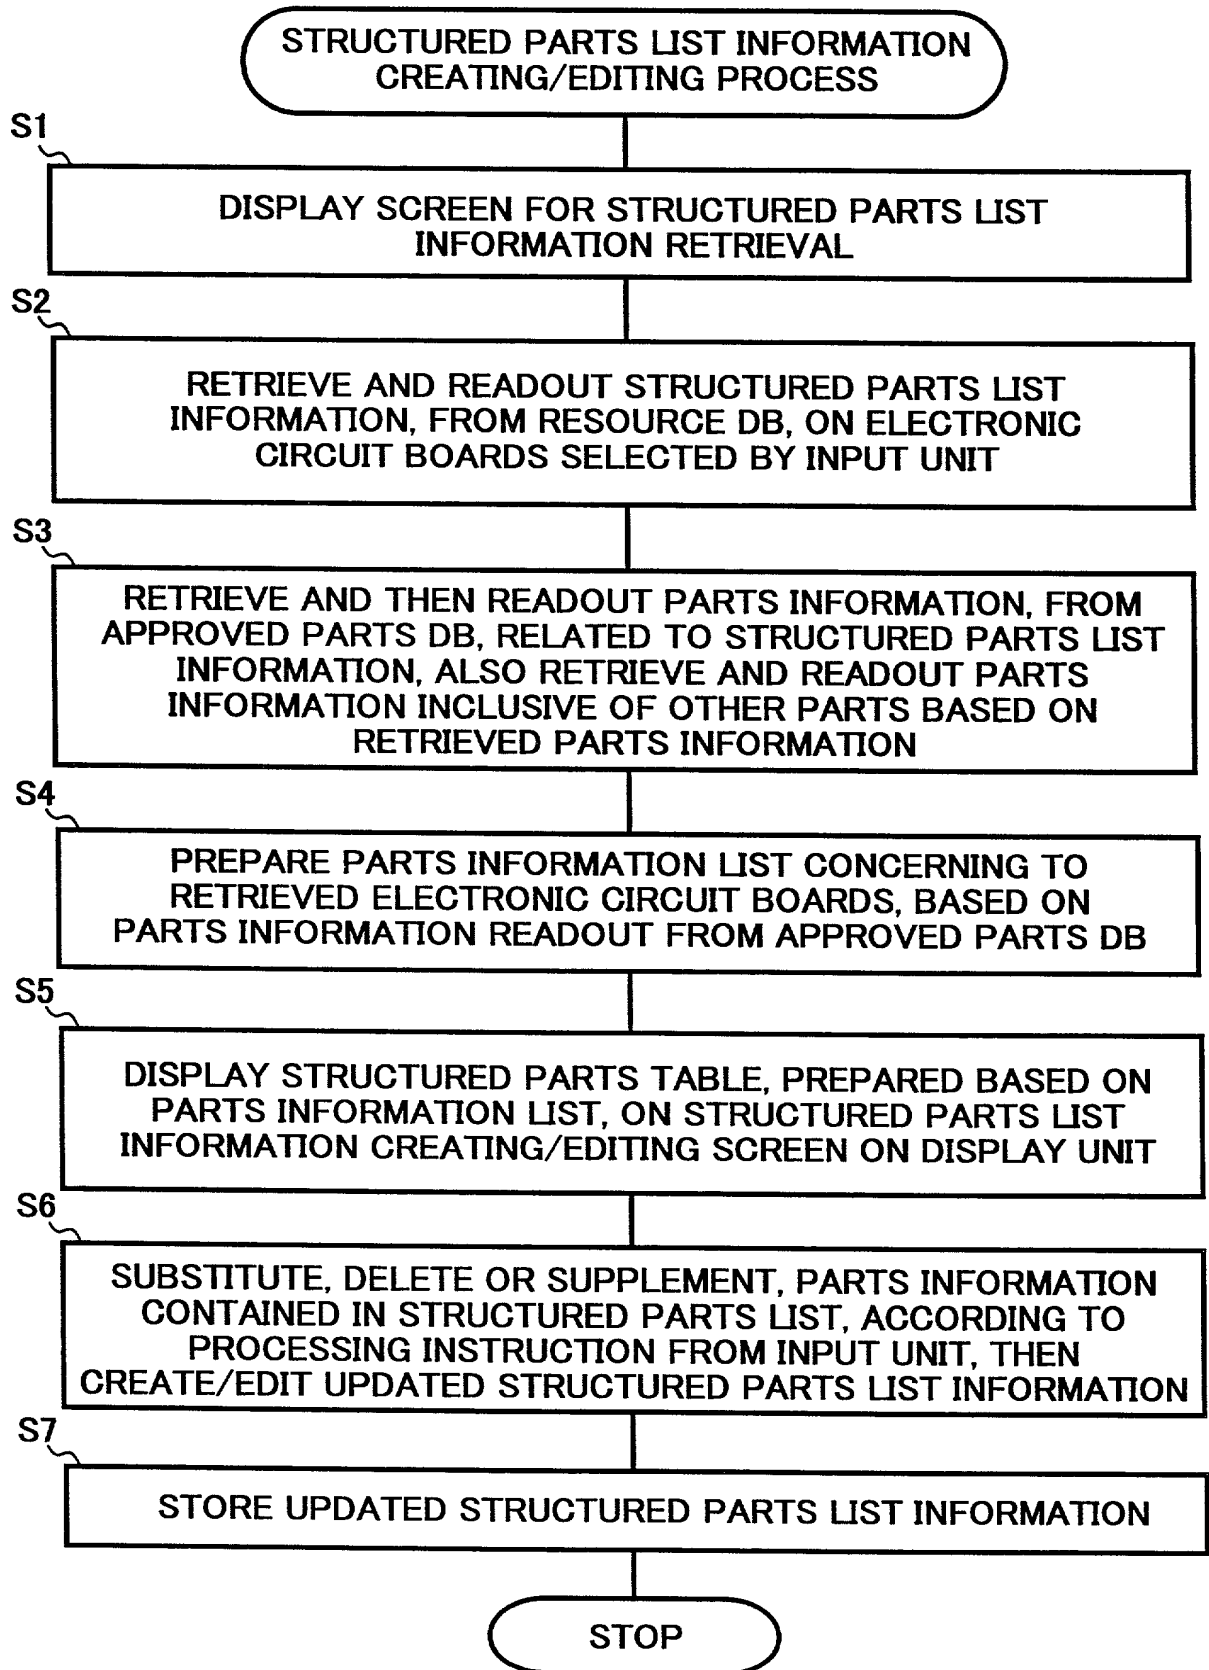 STRUCTURED PARTS LIST INFORMATION
CREATING/EDITING PROCESS
S1
DISPLAY SCREEN FOR STRUCTURED PARTS LIST
INFORMATION RETRIEVAL
S2
RETRIEVE AND READOUT STRUCTURED PARTS LIST
INFORMATION, FROM RESOURCE DB, ON ELECTRONIC
CIRCUIT BOARDS SELECTED BY INPUT UNIT
S3
RETRIEVE AND THEN READOUT PARTS INFORMATION, FROM
APPROVED PARTS DB, RELATED TO STRUCTURED PARTS LIST
INFORMATION, ALSO RETRIEVE AND READOUT PARTS
INFORMATION INCLUSIVE OF OTHER PARTS BASED ON
RETRIEVED PARTS INFORMATION
S4
PREPARE PARTS INFORMATION LIST CONCERNING TO
RETRIEVED ELECTRONIC CIRCUIT BOARDS, BASED ON
PARTS INFORMATION READOUT FROM APPROVED PARTS DB
S5
DISPLAY STRUCTURED PARTS TABLE, PREPARED BASED ON
PARTS INFORMATION LIST, ON STRUCTURED PARTS LIST
INFORMATION CREATING/EDITING SCREEN ON DISPLAY UNIT
S6
SUBSTITUTE, DELETE OR SUPPLEMENT, PARTS INFORMATION
CONTAINED IN STRUCTURED PARTS LIST, ACCORDING TO
PROCESSING INSTRUCTION FROM INPUT UNIT, THEN
CREATE/EDIT UPDATED STRUCTURED PARTS LIST INFORMATION
S7
STORE UPDATED STRUCTURED PARTS LIST INFORMATION
STOP